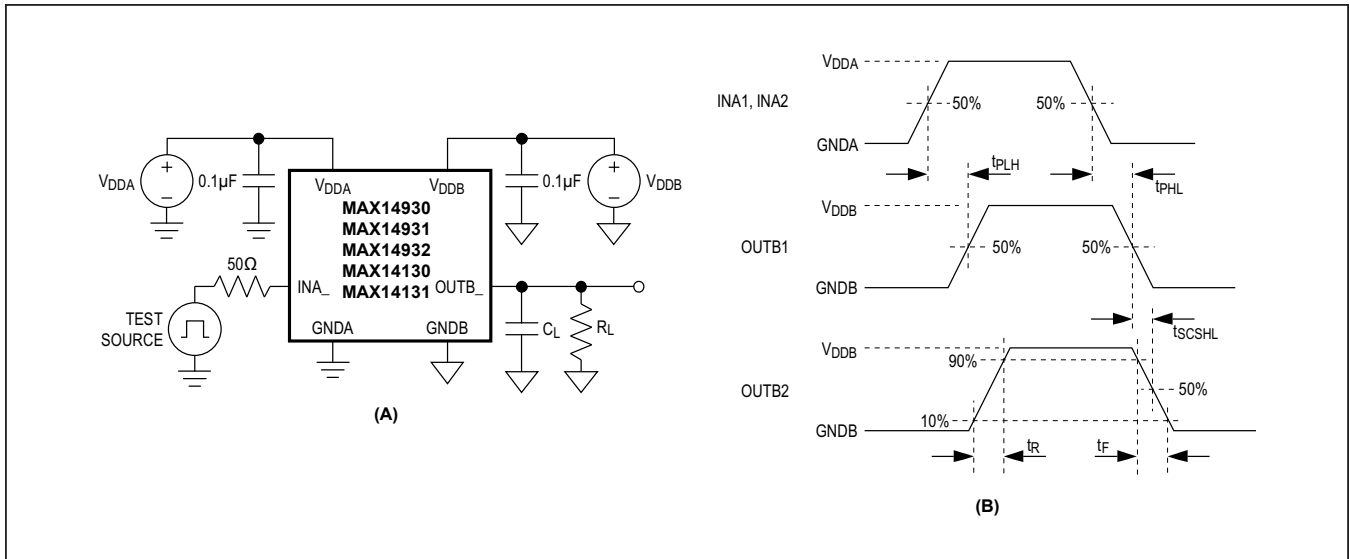 VDDA
0.1µF
VDDA
VDDB
0.1µF
VDDB
MAX14930
MAX14931
MAX14932
MAX14130
MAX14131
50Ω
INA_
OUTB_
TEST
SOURCE
GNDA
GNDB
CL
RL
(A)
VDDA
INA1, INA2
50%
50%
GNDA
tPLH
tPHL
VDDB
OUTB1
50%
50%
GNDB
tSCSHL
VDDB
90%
OUTB2
50%
10%
GNDB
tR
tF
(B)